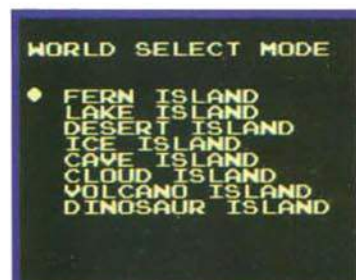 WORLD SELECT MODE
FERN ISLAND
LAKE ISLAND
DESERT ISLAND
ICE ISLAND
CAVE ISLAND
CLOUD ISLAND
VOLCANO ISLAND
DINOSAUR ISLAND